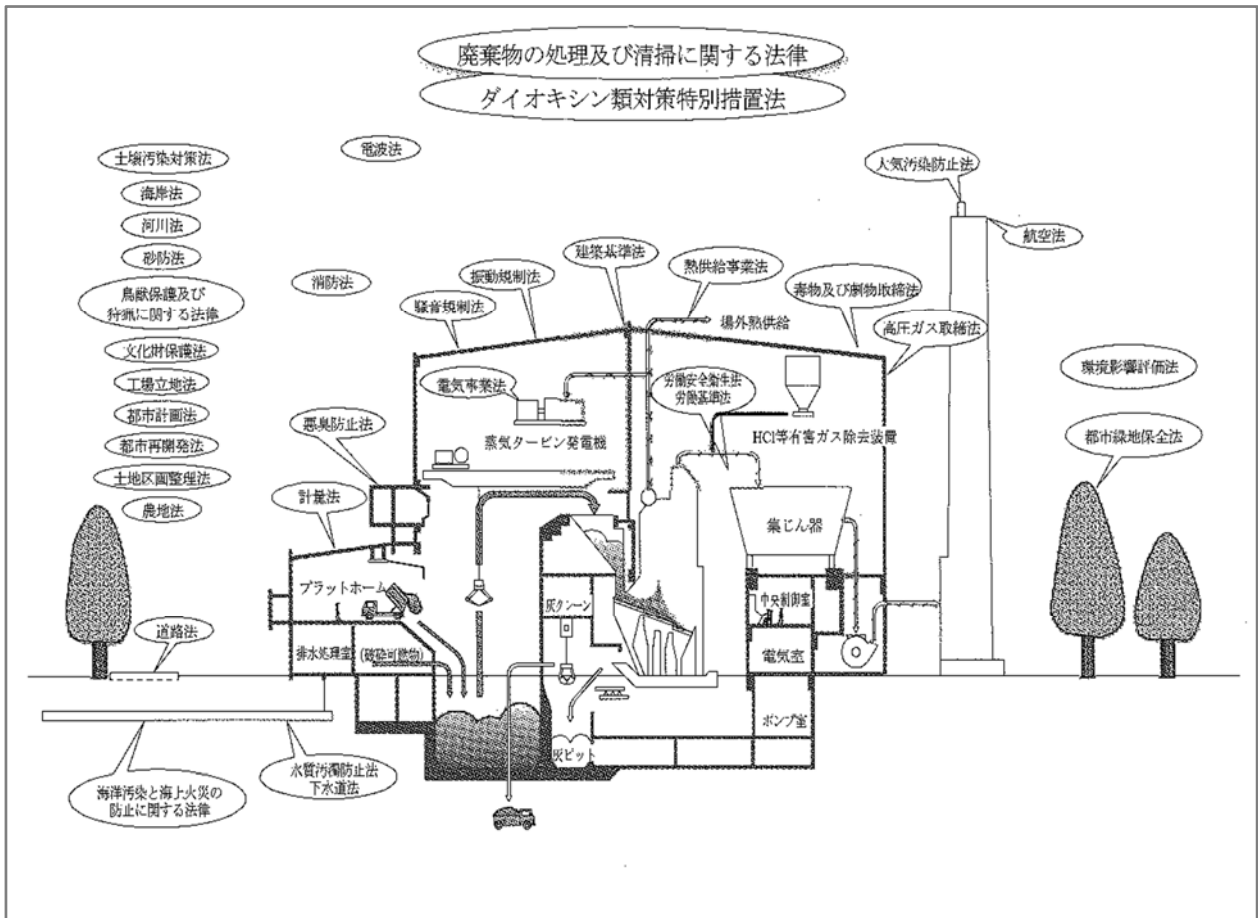 廃棄物の処理及び清掃に関する法律
ダイオキシン類対策特別措置法
土壌汚染対策法
海岸法
河川法
砂防法
鳥獣保護及び
狩猟に関する法律
文化財保護法
工場立地法
都市計画法
都市再開発法
土地区画整理法
農地法
電波法
消防法
騒音規制法
振動規制法
建築基準法
熱供給事業法
場外熱供給
毒物及び劇物取締法
高圧ガス取締法
大気汚染防止法
航空法
環境影響評価法
都市緑地保全法
電気事業法
蒸気タービン発電機
労働安全衛生法
労働基準法
HCl等有害ガス除去装置
悪臭防止法
計量法
集じん器
プラットホーム
灰クレーン
中央制御室
道路法
排水処理室
(破砕可燃物)
電気室
ポンプ室
灰ピット
水質汚濁防止法
下水道法
海洋汚染と海上火災の
防止に関する法律